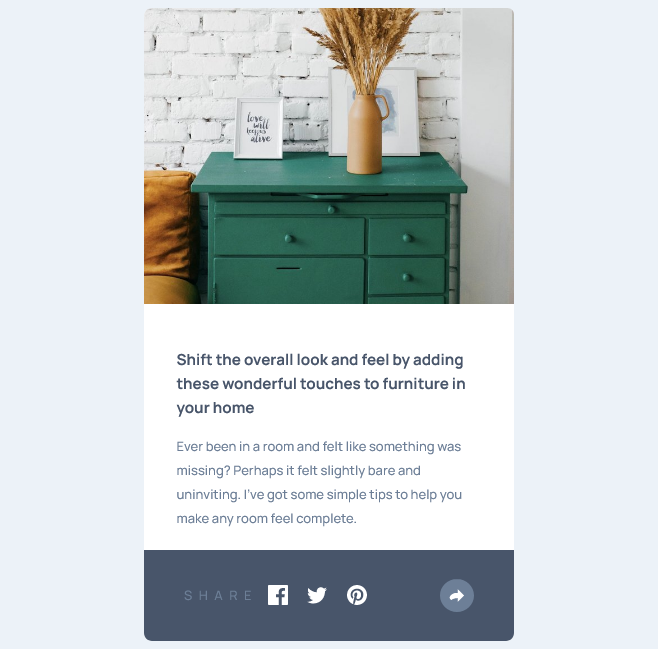 love
will
keep us
alive
Shift the overall look and feel by adding
these wonderful touches to furniture in
your home
Ever been in a room and felt like something was
missing? Perhaps it felt slightly bare and
uninviting. I've got some simple tips to help you
make any room feel complete.
SHARE